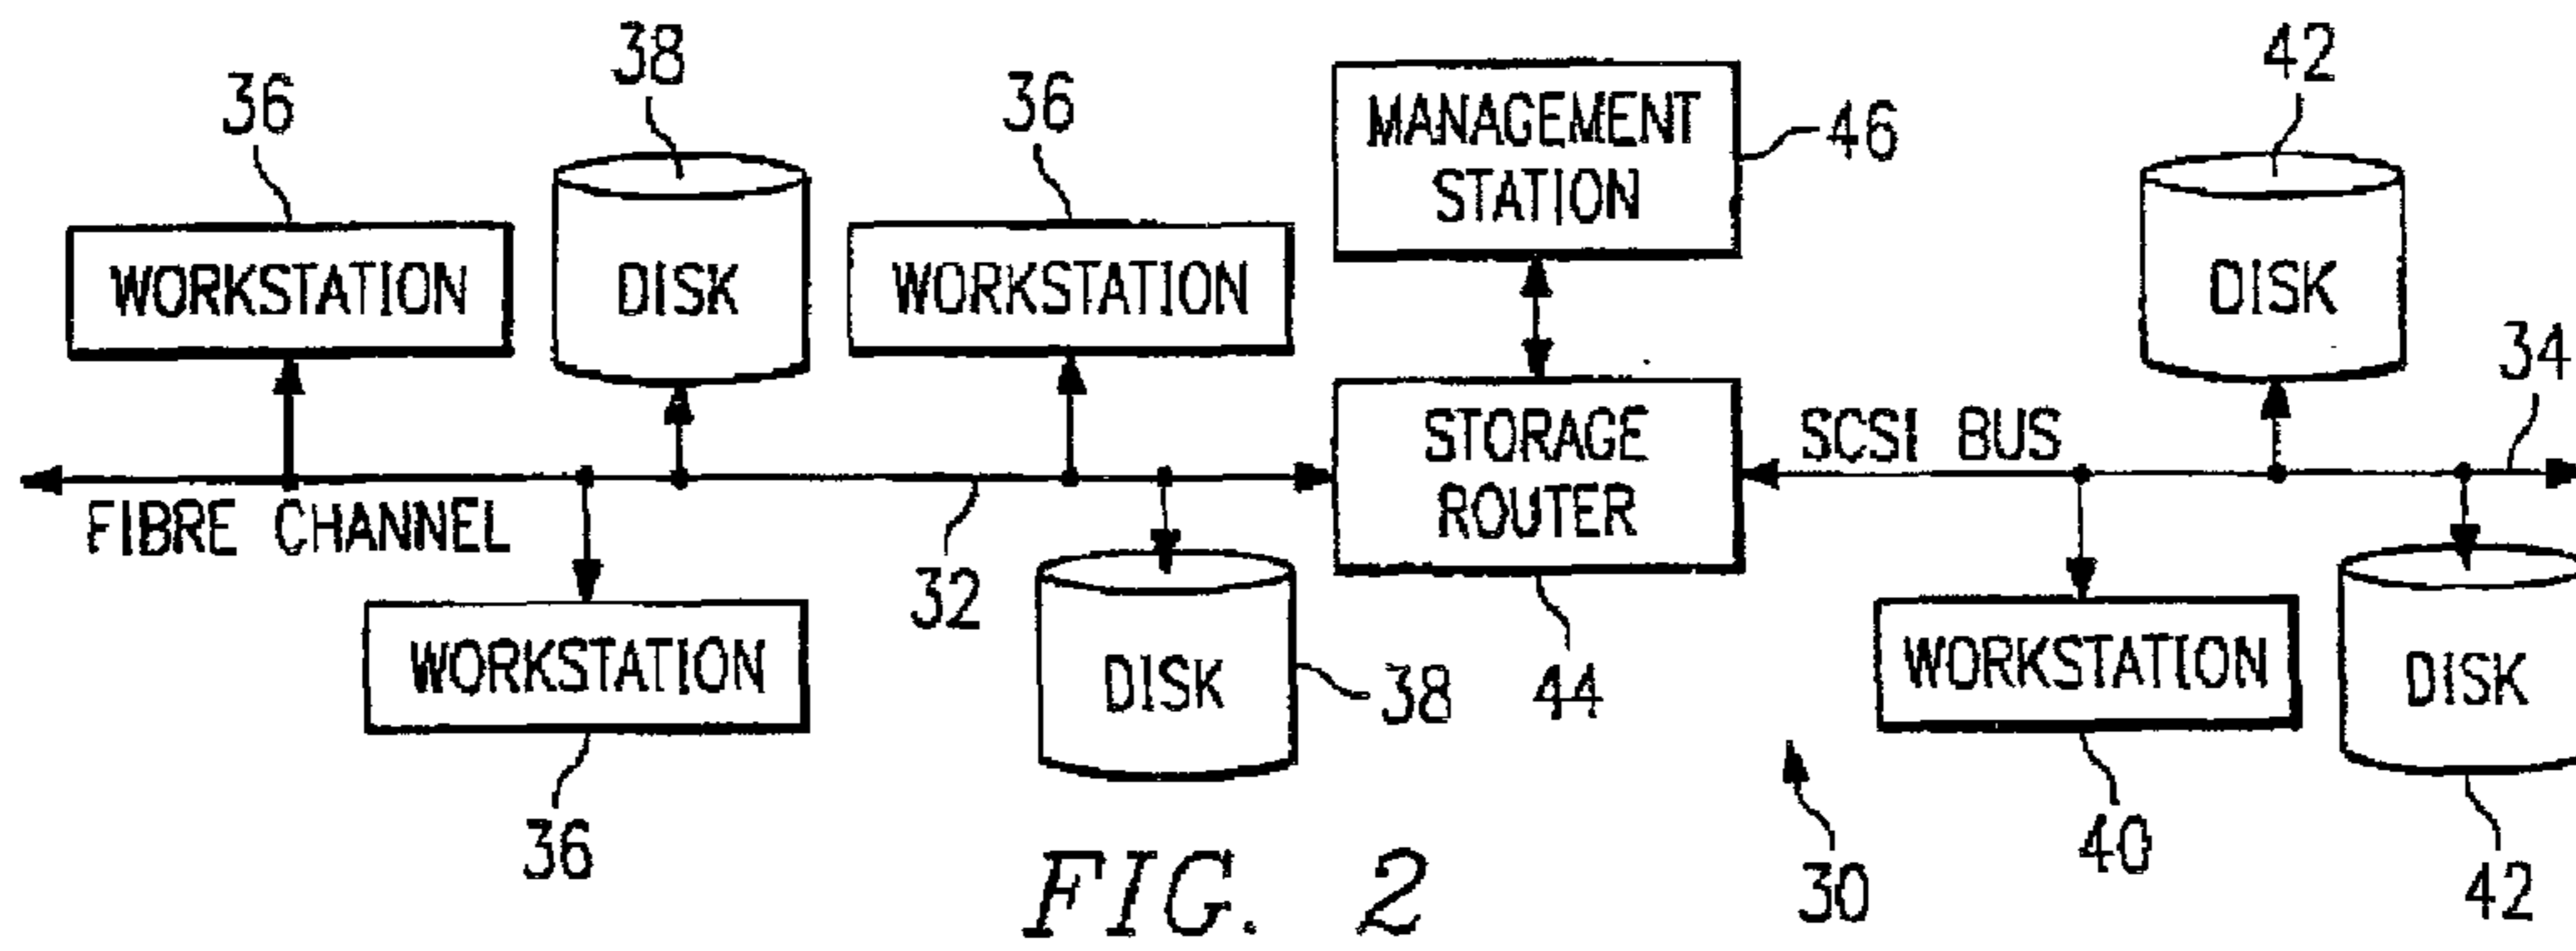 38
42
36
36
MANAGEMENT
STATION
46
WORKSTATION
DISK
WORKSTATION
DISK
34
STORAGE
ROUTER
SCSI BUS
FIBRE CHANNEL
32
WORKSTATION
DISK
38
44
WORKSTATION
DISK
36
40
42
30
FIG. 2